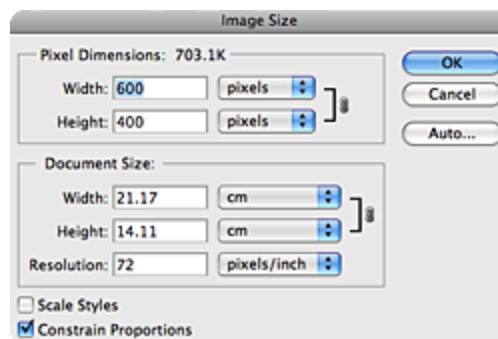 Image Size
Pixel Dimensions: 703.1K
OK
Width: 600 pixels
Cancel
Height: 400 pixels
Auto...
Document Size:
Width: 21.17 cm
Height: 14.11 cm
Resolution: 72 pixels/inch
Scale Styles
Constrain Proportions